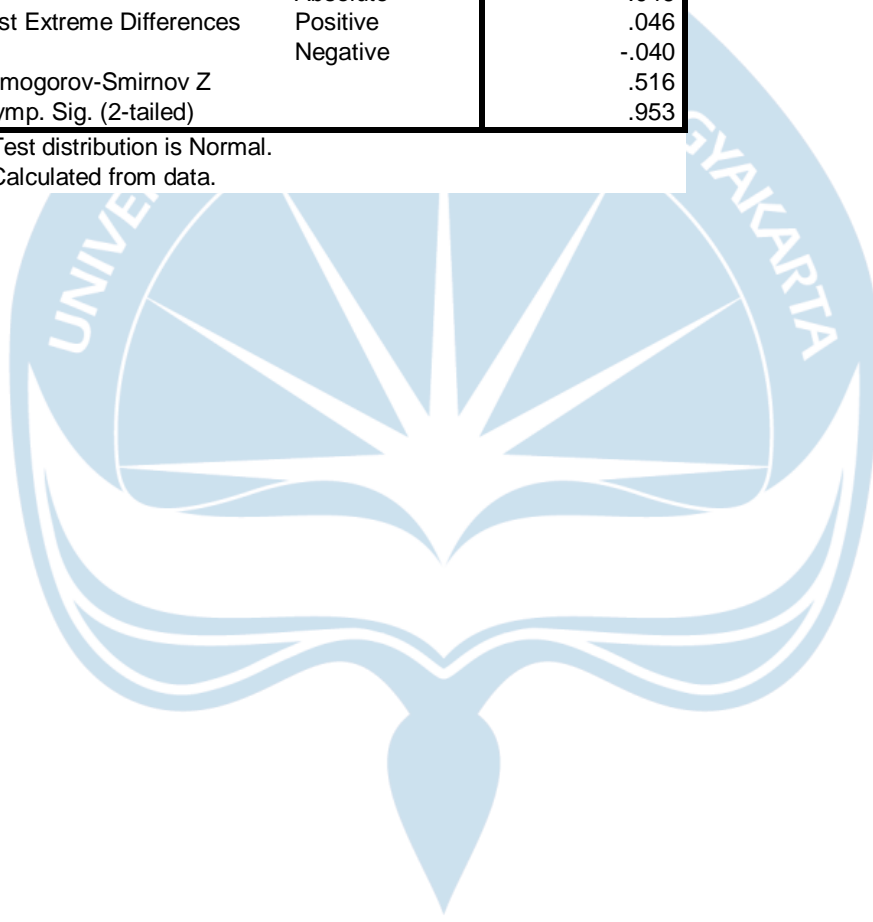 st Extreme Differences Positive .046
Negative -.040
mogorov-Smirnov Z .516
ymp. Sig. (2-tailed) .953
Test distribution is Normal.
Calculated from data.
GYAKARTA